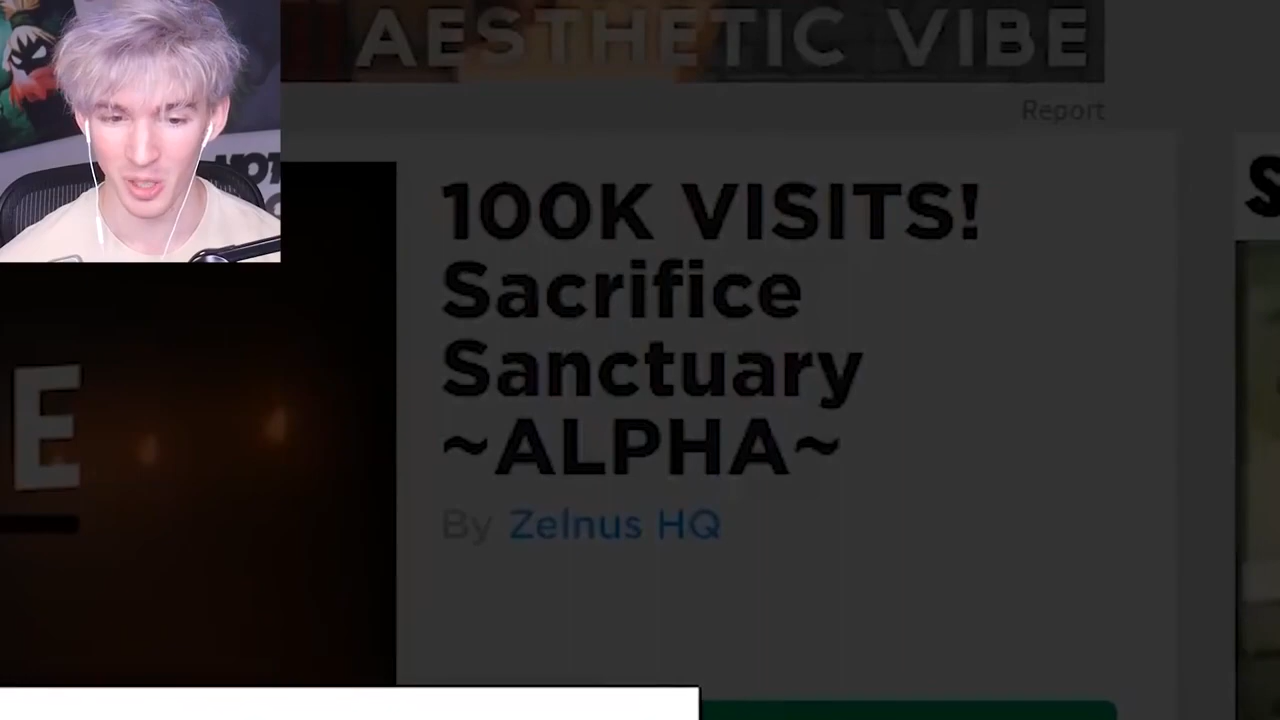 AESTHETIC VIBE
Report
100K VISITS!
Sacrifice
Sanctuary
~ALPHA~
By Zelnus HQ
E
S